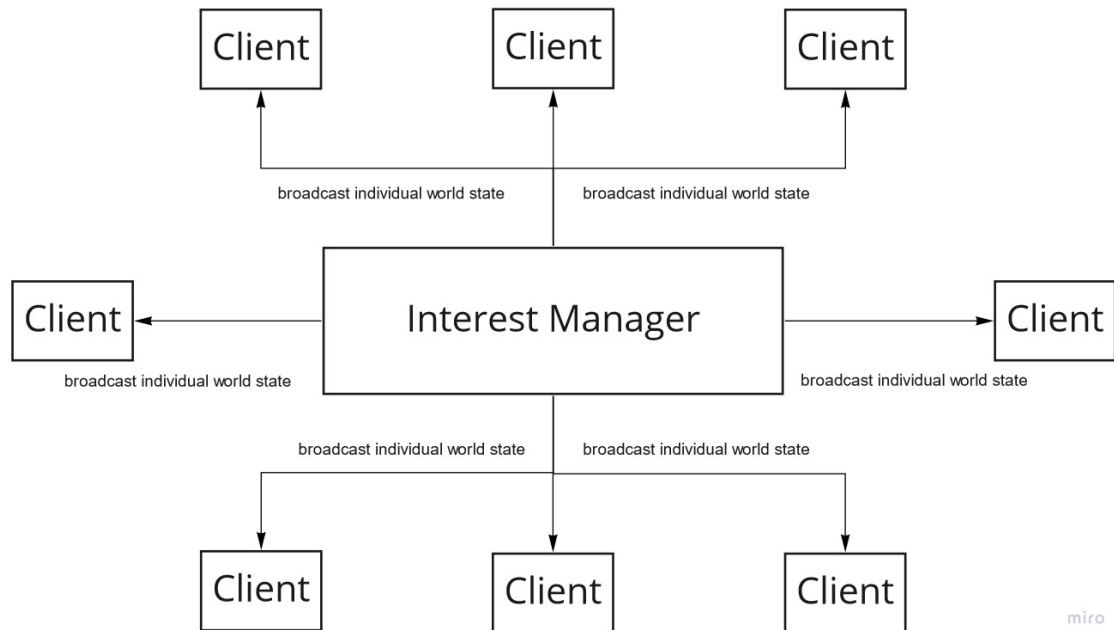 Client
Client
Client
broadcast individual world state
broadcast individual world state
Client
Interest Manager
Client
broadcast individual world state
broadcast individual world state
broadcast individual world state
broadcast individual world state
Client
Client
Client
miro